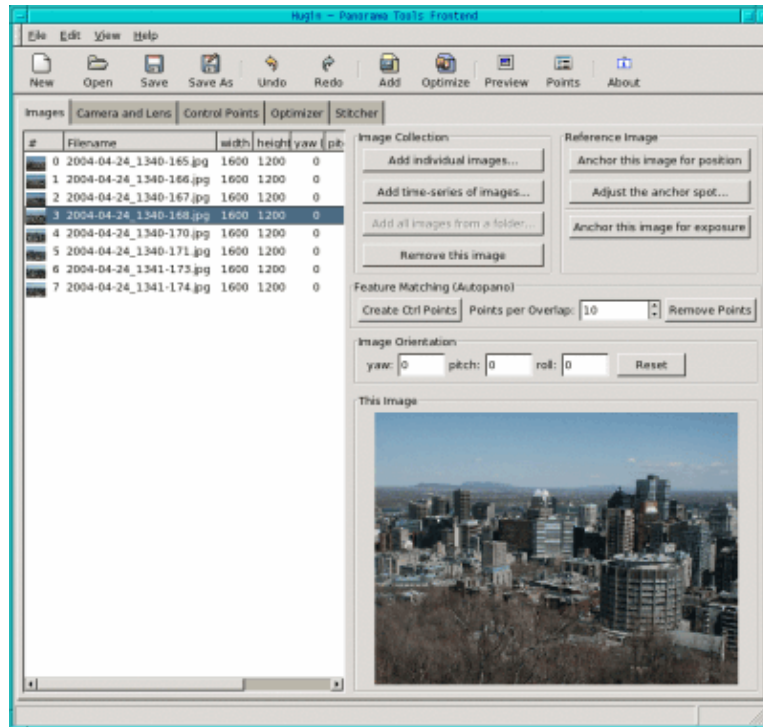 Hugin - Panorama Tools Frontend
File Edit View Help
New Open Save Save As Undo Redo Add Optimize Preview Points About
Images Camera and Lens Control Points Optimizer Stitcher
# Filename width height yaw ( pit
0 2004-04-24_1340-165.jpg 1600 1200 0
1 2004-04-24_1340-166.jpg 1600 1200 0
2 2004-04-24_1340-167.jpg 1600 1200 0
3 2004-04-24_1340-168.jpg 1600 1200 0
4 2004-04-24_1340-170.jpg 1600 1200 0
5 2004-04-24_1340-171.jpg 1600 1200 0
6 2004-04-24_1341-173.jpg 1600 1200 0
7 2004-04-24_1341-174.jpg 1600 1200 0
Image Collection
Add individual images...
Add time-series of images...
Add all images from a folder...
Remove this image
Reference Image
Anchor this image for position
Adjust the anchor spot...
Anchor this image for exposure
Feature Matching (Autopano)
Create Ctrl Points Points per Overlap: 10 Remove Points
Image Orientation
yaw: 0 pitch: 0 roll: 0 Reset
This Image